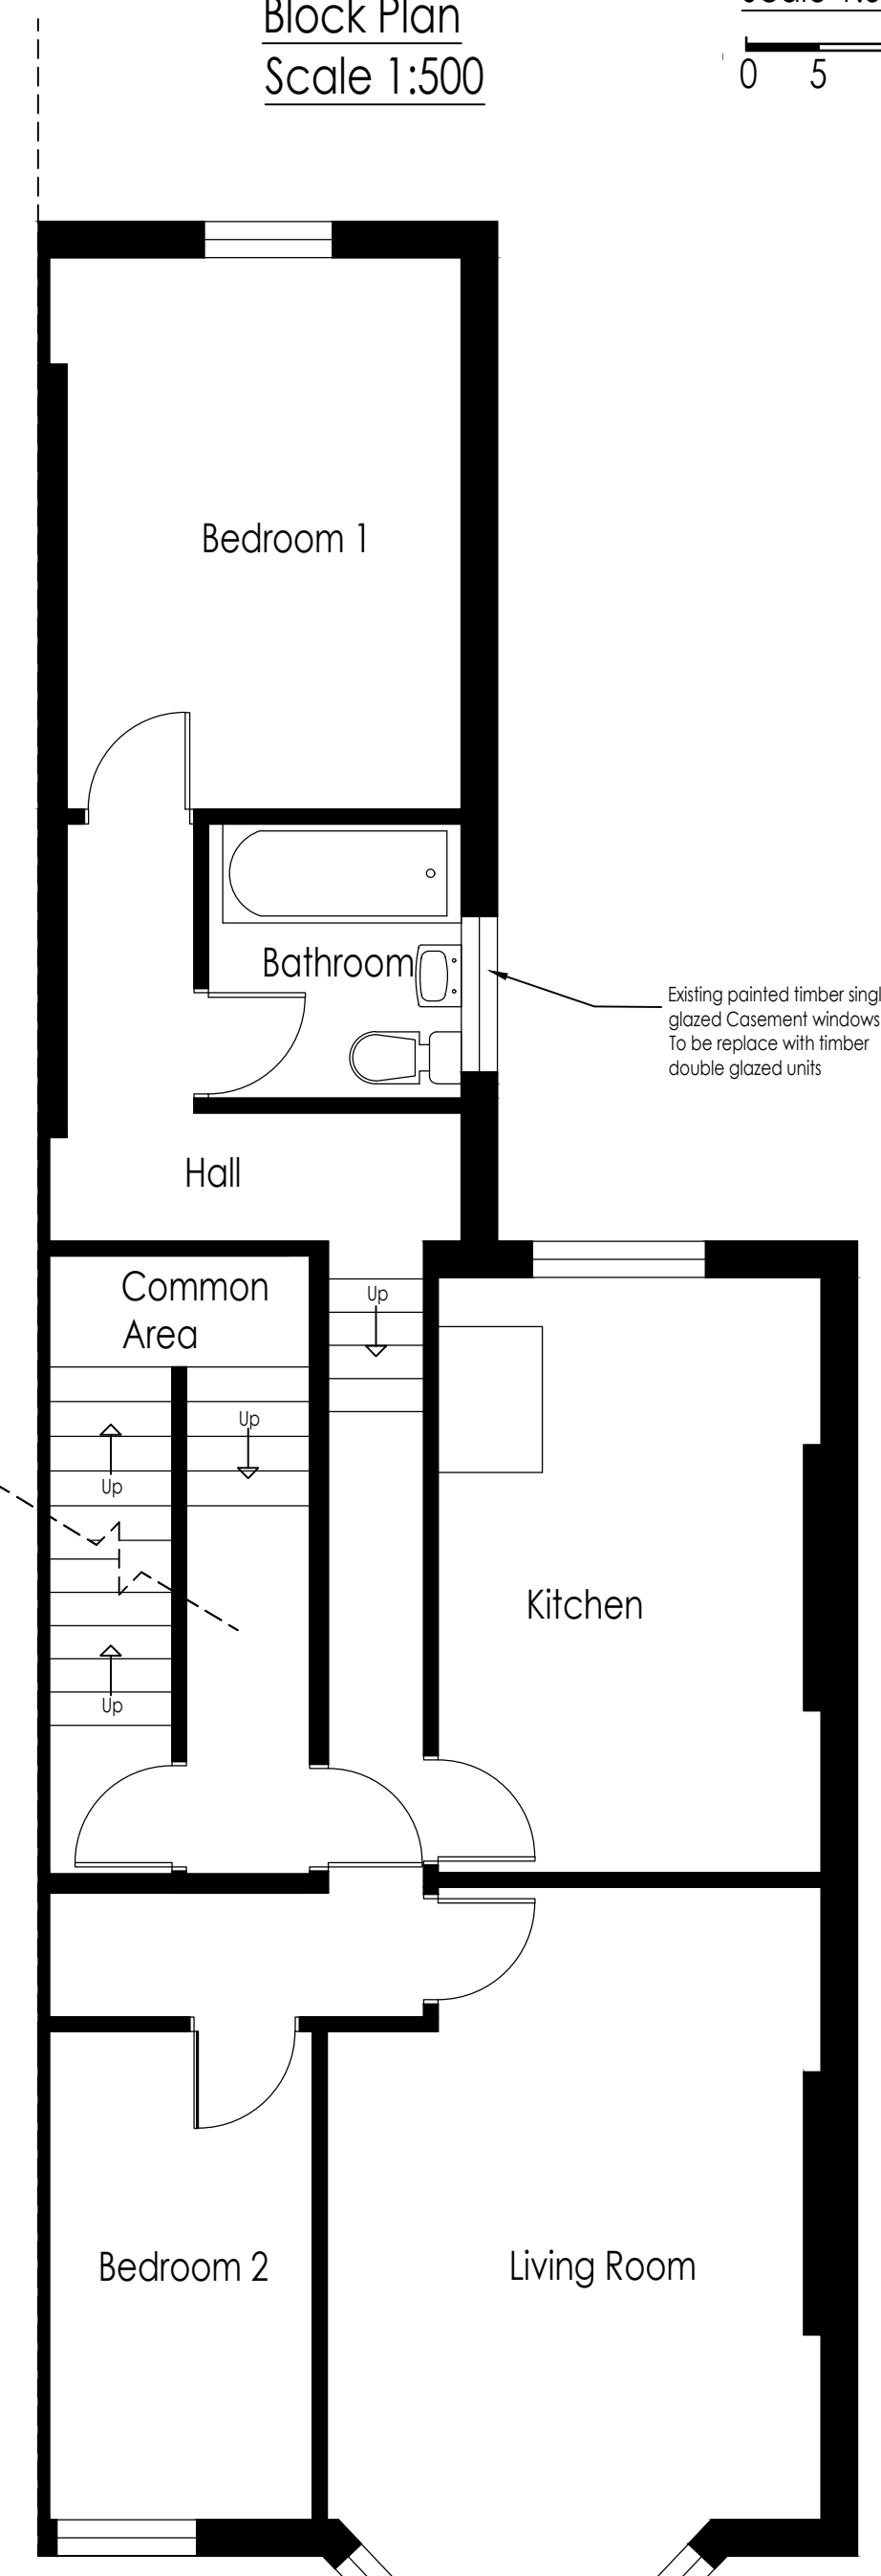 Block Plan
Scale 1:500
0 5
Bedroom 1
Bathroom
Existing painted timber singl
glazed Casement windows
To be replace with timber
double glazed units
Hall
Common
Area
Up
Up
Up
Kitchen
Up
Bedroom 2
Living Room